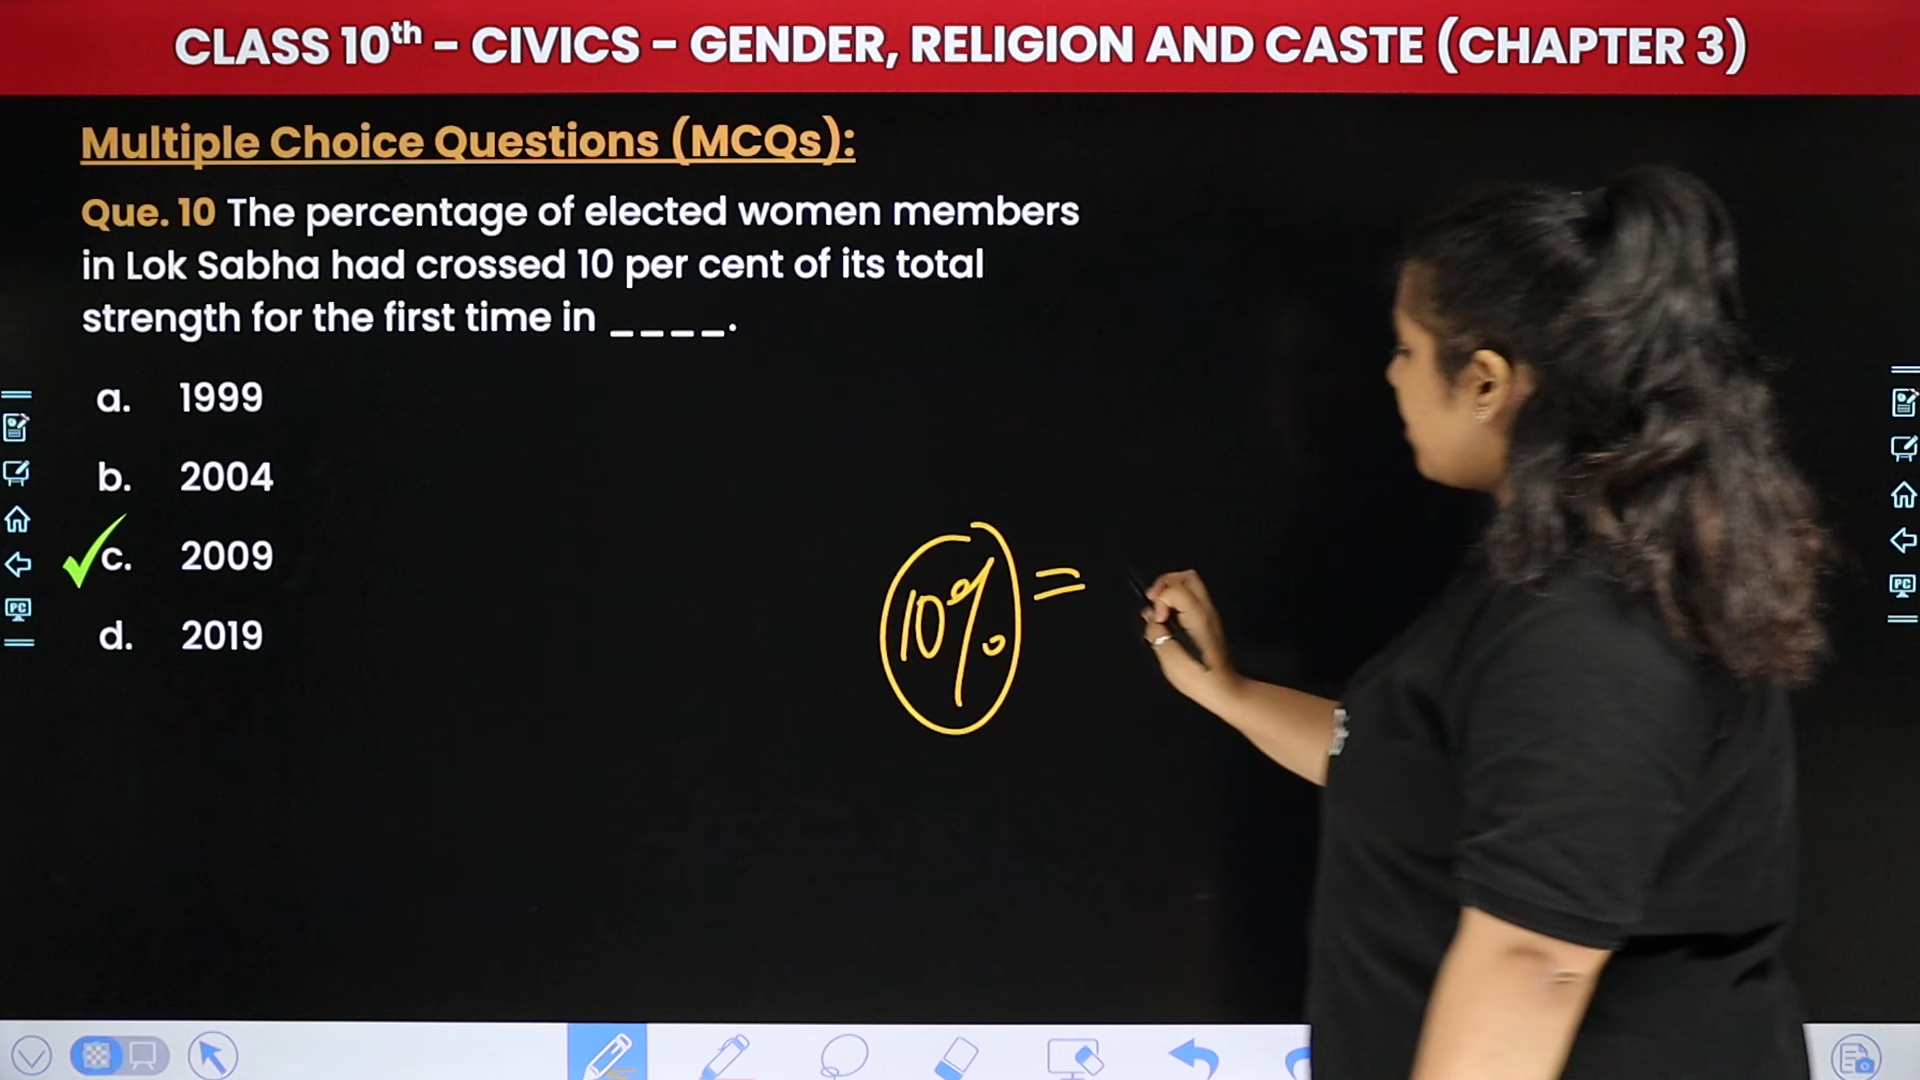 CLASS 10th - CIVICS - GENDER, RELIGION AND CASTE (CHAPTER 3)
Multiple Choice Questions (MCQs):
Que. 10 The percentage of elected women members
in Lok Sabha had crossed 10 per cent of its total
strength for the first time in ____.
a. 1999
b. 2004
c. 2009
d. 2019
10% =
PC
PC